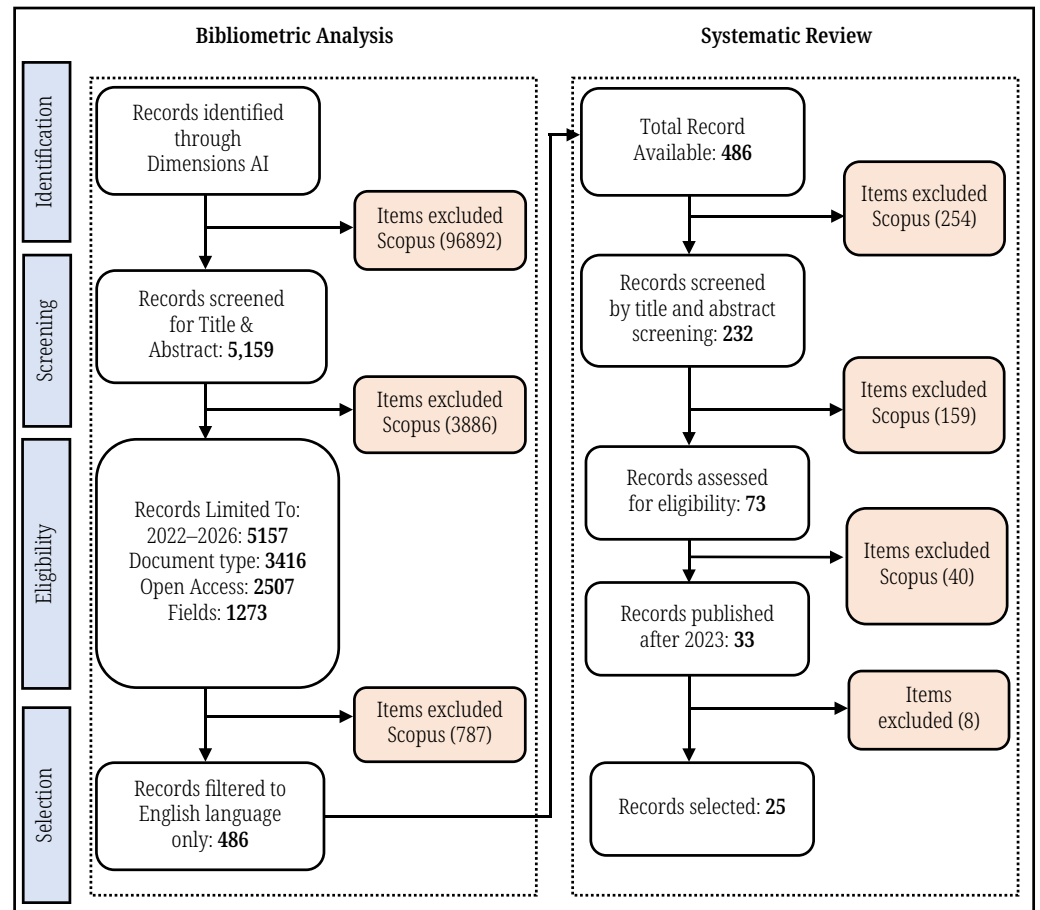 Bibliometric Analysis
Identification
Records identified
through
Dimensions AI
Items excluded
Scopus (96892)
Screening
Records screened
for Title &
Abstract: 5,159
Items excluded
Scopus (3886)
Eligibility
Records Limited To:
2022–2026: 5157
Document type: 3416
Open Access: 2507
Fields: 1273
Items excluded
Scopus (787)
Selection
Records filtered to
English language
only: 486
Systematic Review
Total Record
Available: 486
Items excluded
Scopus (254)
Records screened
by title and abstract
screening: 232
Items excluded
Scopus (159)
Records assessed
for eligibility: 73
Items excluded
Scopus (40)
Records published
after 2023: 33
Items
excluded (8)
Records selected: 25